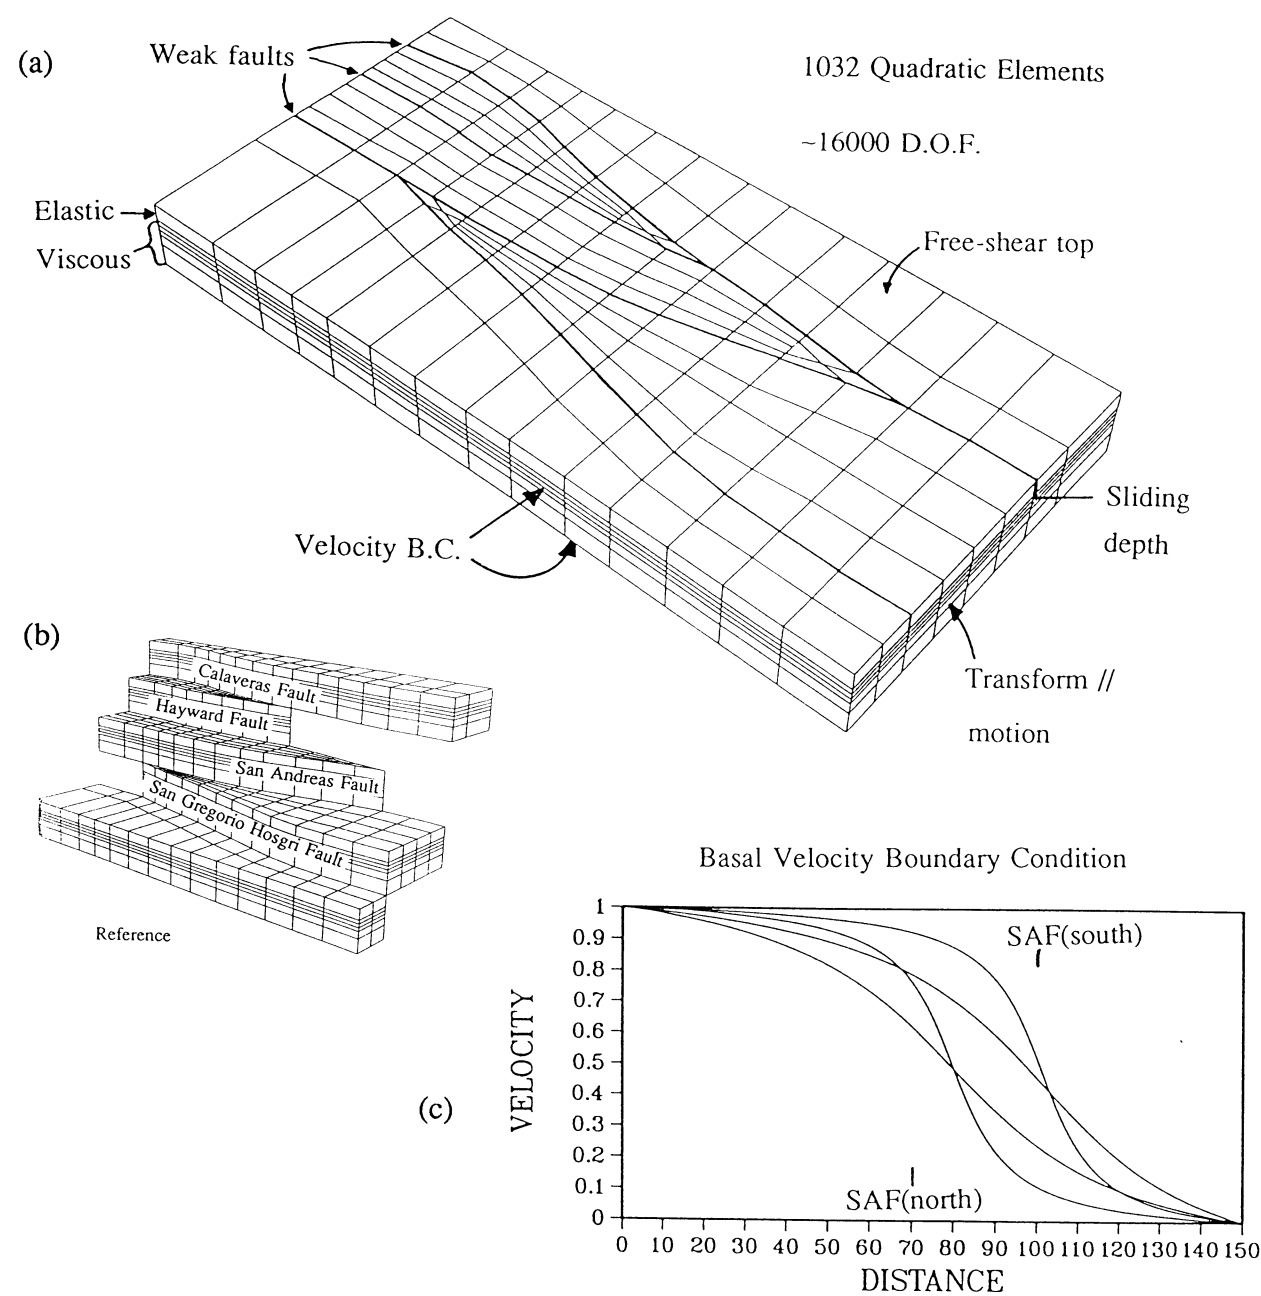 (a)
Weak faults
1032 Quadratic Elements
~16000 D.O.F.
Elastic
Viscous
Free-shear top
Velocity B.C.
Sliding
depth
Transform //
motion
(b)
Calaveras Fault
Hayward Fault
San Andreas Fault
San Gregorio Hosgri Fault
Reference
(c)
Basal Velocity Boundary Condition
VELOCITY
1
0.9
0.8
0.7
0.6
0.5
0.4
0.3
0.2
0.1
0
SAF(south)
SAF(north)
0 10 20 30 40 50 60 70 80 90 100 110 120 130 140 150
DISTANCE